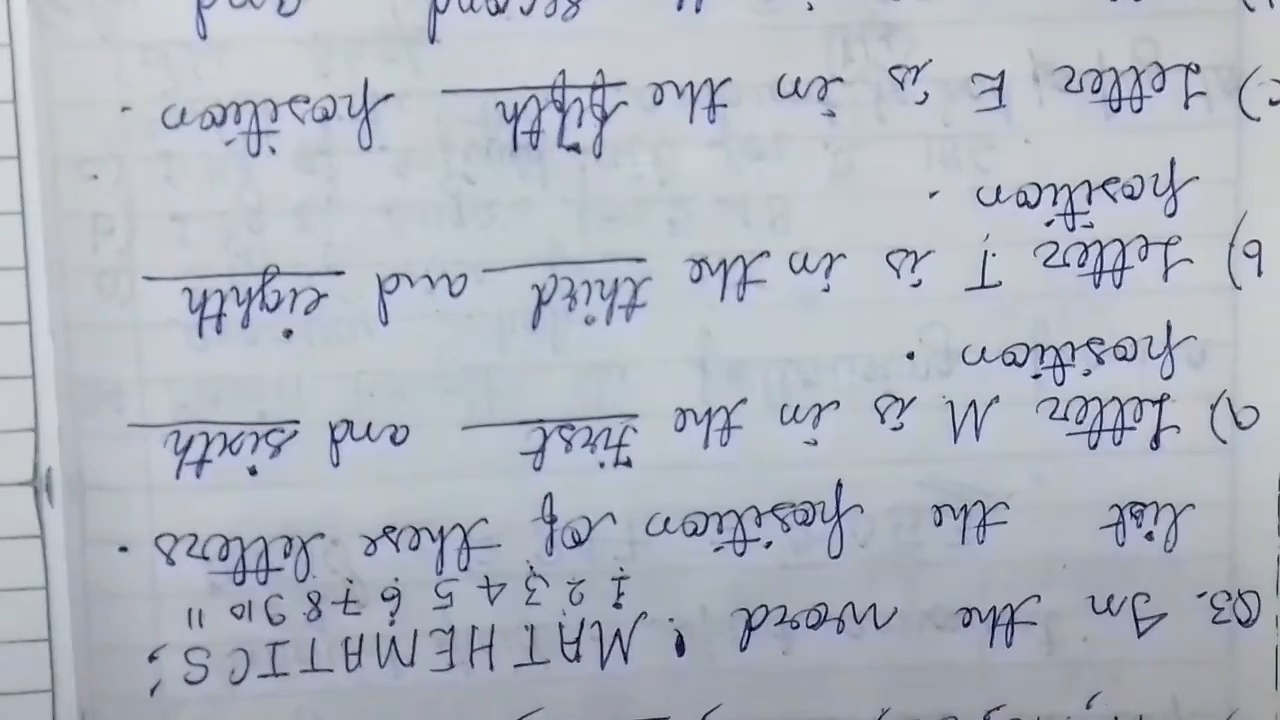 Q3. In the word 'MATHEMATICS'
1 2 3 4 5 6 7 8 9 10 11
list the position of these letters.
a) Letter M is in the first and sixth
position.
b) Letter T is in the third and eighth
position.
c) Letter E is in the fifth position.
second and